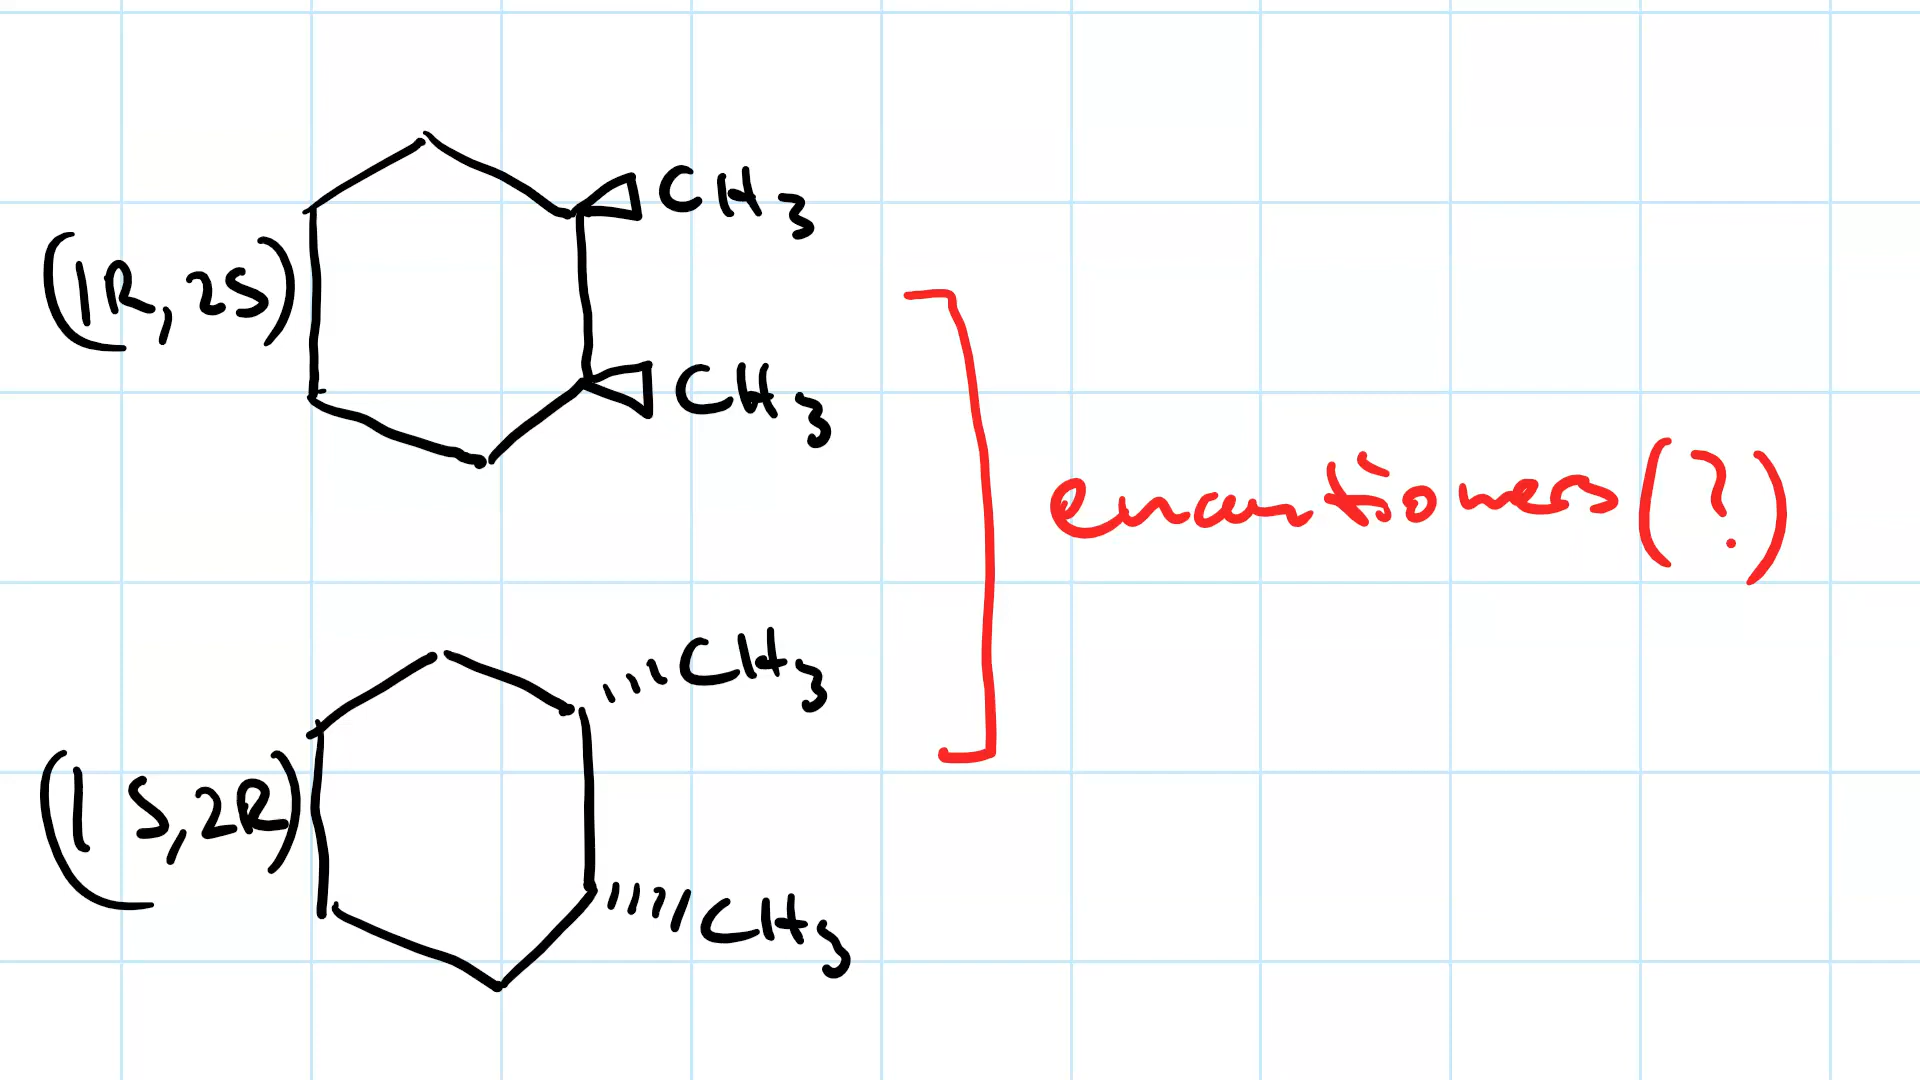 CH3
(1R, 2S)
CH3
enantiomers (?)
CH3
(1S, 2R)
CH3